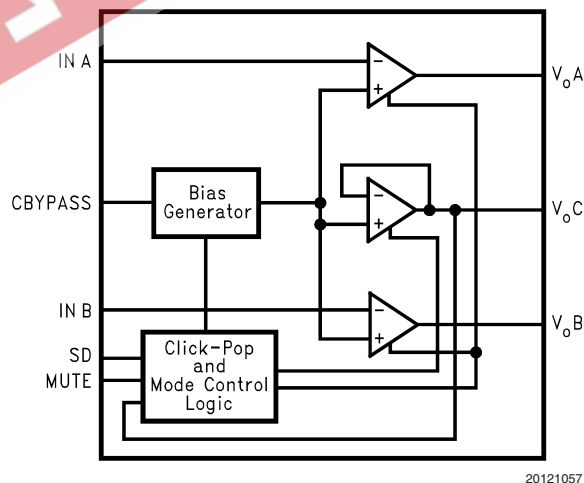 IN A
VoA
CBYPASS
Bias
Generator
VoC
IN B
VoB
SD
MUTE
Click-Pop
and
Mode Control
Logic
20121057